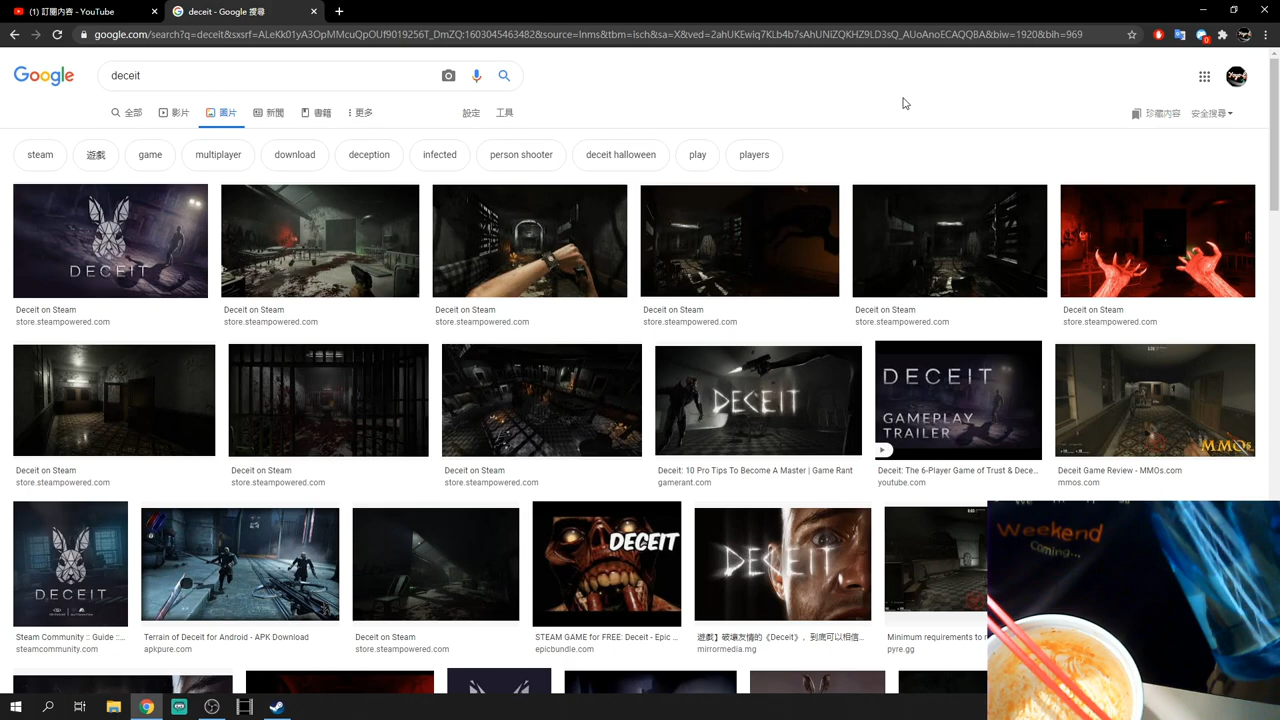 (1) 訂閱內容 - YouTube
deceit - Google 搜尋
google.com/search?q=deceit&sxsrf=ALeKk01yA3OpMMcuQpOUf9019256T_DmZQ:1603045463482&source=lnms&tbm=isch&sa=X&ved=2ahUKEwiq7KLb4b7sAhUNiZQKHZ9LD3sQ_AUoAnoECAQQBA&biw=1920&bih=969
Google
deceit
全部
影片
圖片
新聞
書籍
更多
設定
工具
珍藏內容
安全搜尋
steam
遊戲
game
multiplayer
download
deception
infected
person shooter
deceit halloween
play
players
DECEIT
Deceit on Steam
store.steampowered.com
Deceit on Steam
store.steampowered.com
Deceit on Steam
store.steampowered.com
Deceit on Steam
store.steampowered.com
Deceit on Steam
store.steampowered.com
Deceit on Steam
store.steampowered.com
DECEIT
DECEIT
GAMEPLAY
TRAILER
MMOs
Deceit on Steam
store.steampowered.com
Deceit on Steam
store.steampowered.com
Deceit on Steam
store.steampowered.com
Deceit: 10 Pro Tips To Become A Master | Game Rant
gamerant.com
Deceit: The 6-Player Game of Trust & Dece...
youtube.com
Deceit Game Review - MMOs.com
mmos.com
DECEIT
DECEIT
DECEIT
Steam Community :: Guide ::...
steamcommunity.com
Terrain of Deceit for Android - APK Download
apkpure.com
Deceit on Steam
store.steampowered.com
STEAM GAME for FREE: Deceit - Epic ...
epicbundle.com
遊戲】破壞友情的《Deceit》，到底可以相信...
mirrormedia.mg
Minimum requirements to
pyre.gg
Weekend
Coming...